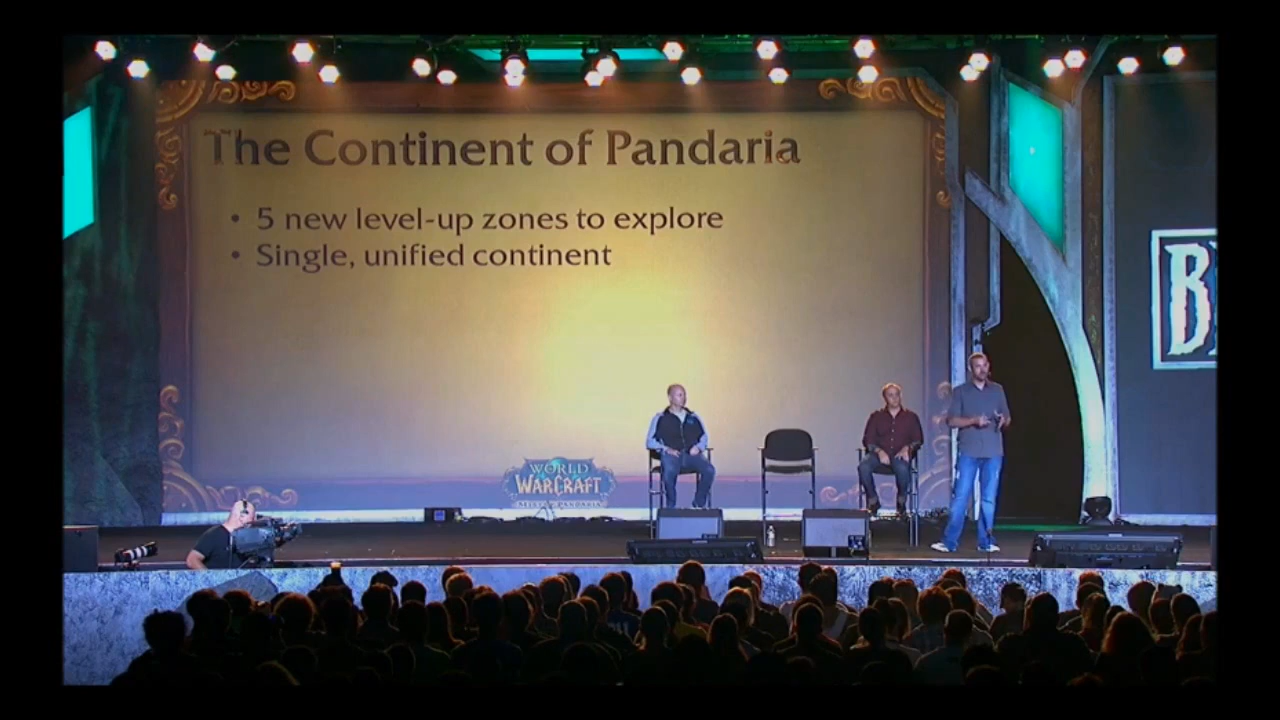 The Continent of Pandaria
• 5 new level-up zones to explore
• Single, unified continent
WORLD
WARCRAFT
MISTS OF PANDARIA